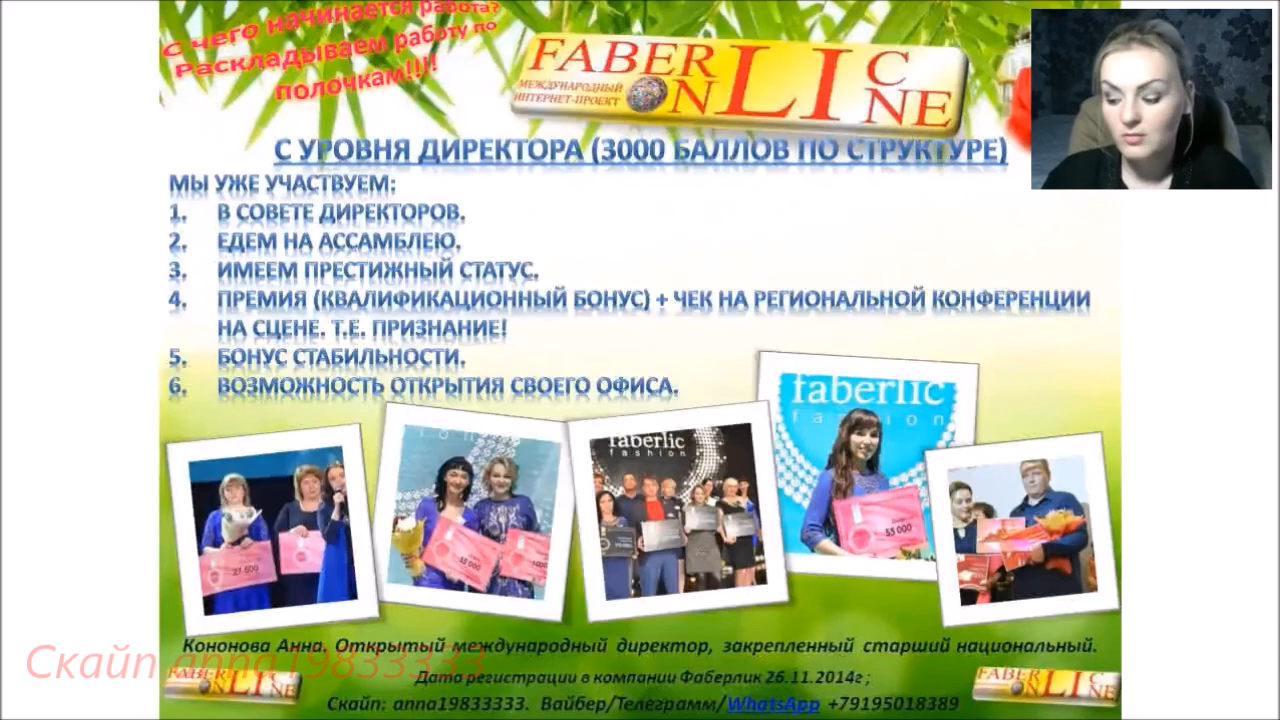 С чего начинается работа?
Раскладываем работу по
полочкам!!!!
FABERLIC
МЕЖДУНАРОДНЫЙ
ИНТЕРНЕТ-ПРОЕКТ
ONLINE
С УРОВНЯ ДИРЕКТОРА (3000 БАЛЛОВ ПО СТРУКТУРЕ)
МЫ УЖЕ УЧАСТВУЕМ:
1. В СОВЕТЕ ДИРЕКТОРОВ.
2. ЕДЕМ НА АССАМБЛЕЮ.
3. ИМЕЕМ ПРЕСТИЖНЫЙ СТАТУС.
4. ПРЕМИЯ (КВАЛИФИКАЦИОННЫЙ БОНУС) + ЧЕК НА РЕГИОНАЛЬНОЙ КОНФЕРЕНЦИИ
НА СЦЕНЕ. Т.Е. ПРИЗНАНИЕ!
5. БОНУС СТАБИЛЬНОСТИ.
6. ВОЗМОЖНОСТЬ ОТКРЫТИЯ СВОЕГО ОФИСА.
faberlic
fashion
faberlic
fashion
55 000
Кононова Анна. Открытый международный директор, закрепленный старший национальный.
Скайп anna19833333
Дата регистрации в компании Фаберлик 26.11.2014г ;
Скайп: anna19833333. Вайбер/Телеграмм/WhatsApp +79195018389
FABERLIC
ONLINE
FABERLIC
ONLINE